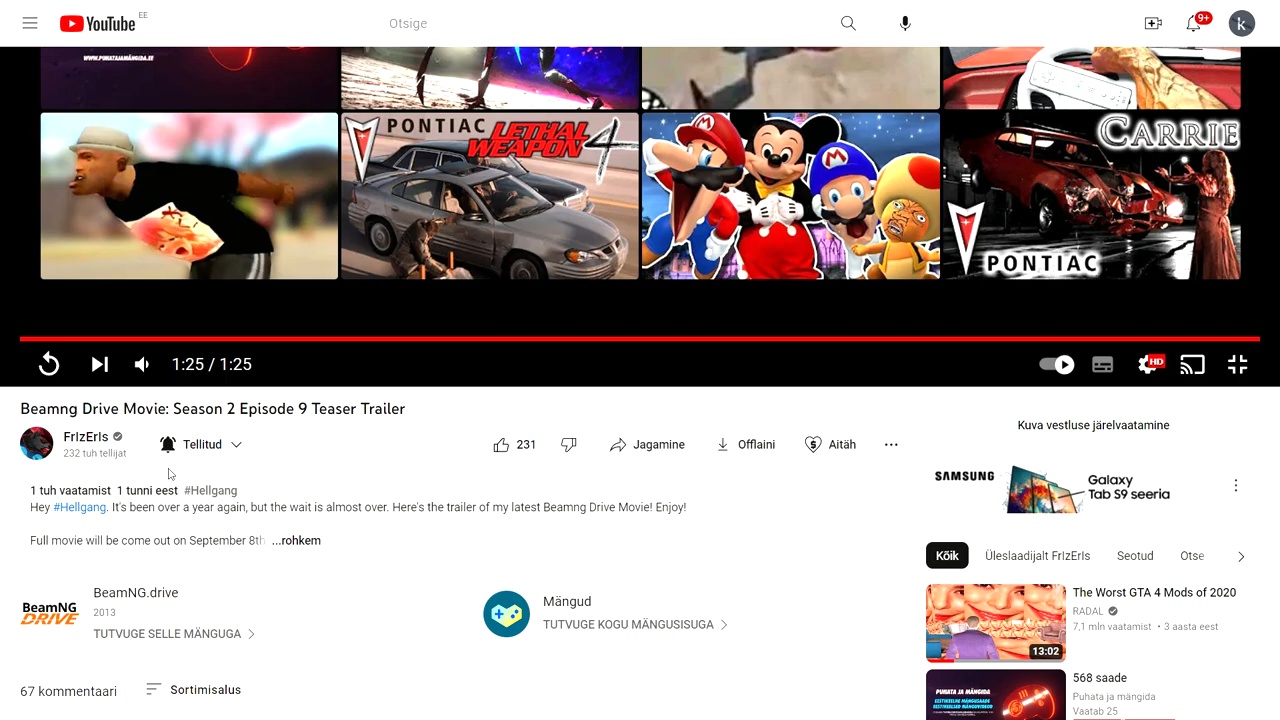 YouTube EE
Otsige
9+
k
WWW.PUHATAJAMÄNGIDA.EE
PONTIAC LETHAL WEAPON 4
CARRIE
PONTIAC
1:25 / 1:25
HD
Beamng Drive Movie: Season 2 Episode 9 Teaser Trailer
FrIzErIs
232 tuh tellijat
Tellitud
231
Jagamine
Offlaini
Aitäh
1 tuh vaatamist 1 tunni eest #Hellgang
Hey #Hellgang. It's been over a year again, but the wait is almost over. Here's the trailer of my latest Beamng Drive Movie! Enjoy!
Full movie will be come out on September 8th ...rohkem
BeamNG DRIVE
BeamNG.drive
2013
TUTVUGE SELLE MÄNGUGA
Mängud
TUTVUGE KOGU MÄNGUSISUGA
67 kommentaari
Sortimisalus
Kuva vestluse järelvaatamine
SAMSUNG
Galaxy
Tab S9 seeria
Kõik
Üleslaadijalt FrIzErIs
Seotud
Otse
The Worst GTA 4 Mods of 2020
RADAL
7,1 mln vaatamist • 3 aasta eest
13:02
PUHATA JA MÄNGIDA
568 saade
Puhata ja mängida
Vaatab 25